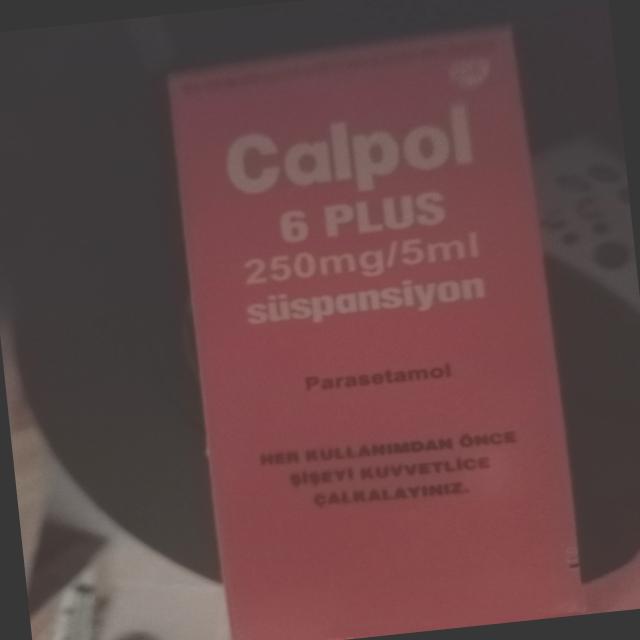 Calpol
6 PLUS
250mg/5ml
süspansiyon
Parasetamol
HER KULLANIMDAN ÖNCE
ŞİŞEYİ KUVVETLİCE
ÇALKALAYINIZ.